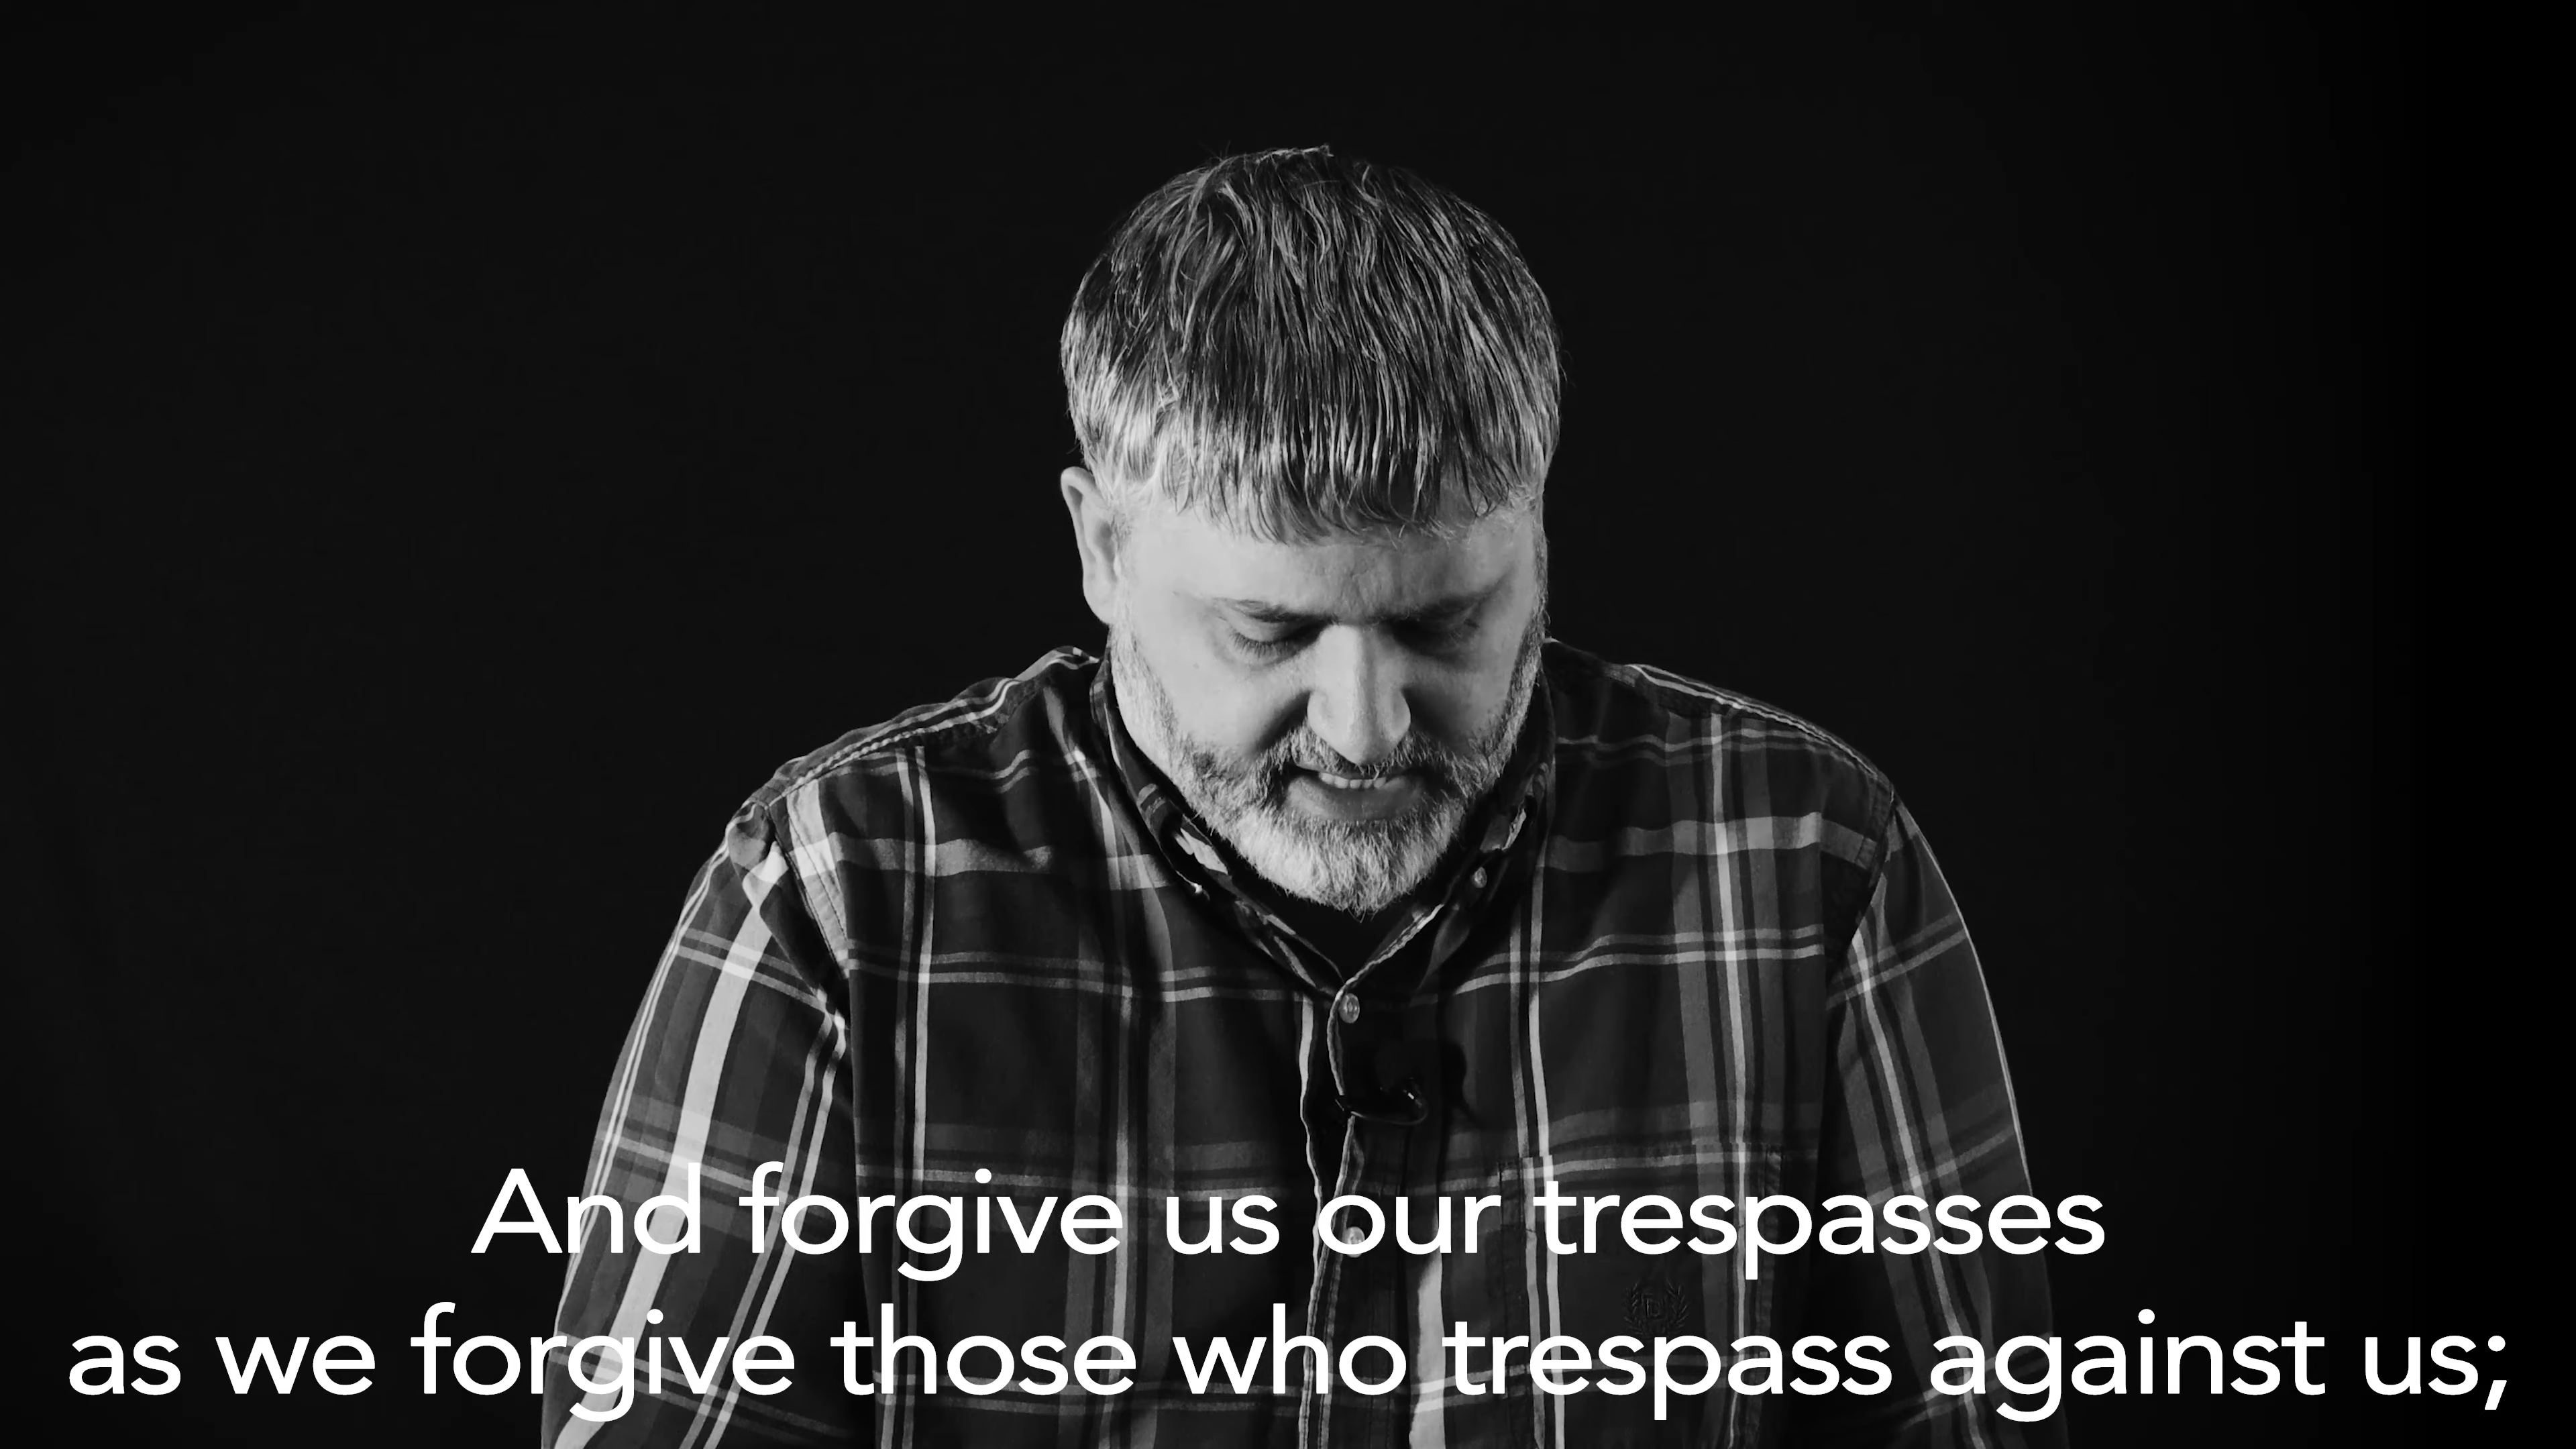 And forgive us our trespasses
as we forgive those who trespass against us;